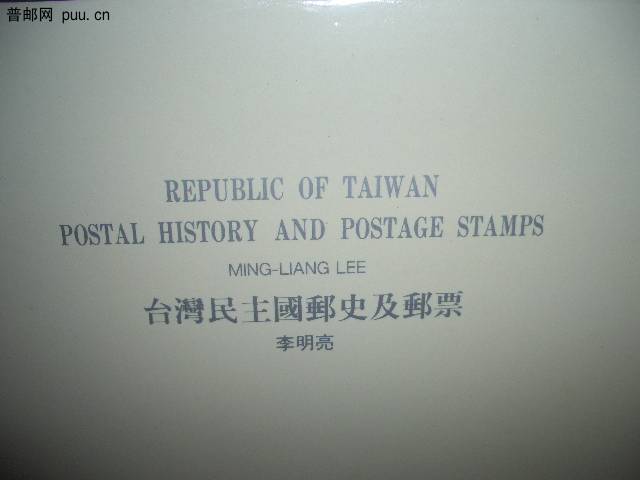 普邮网 puu.cn
REPUBLIC OF TAIWAN
POSTAL HISTORY AND POSTAGE STAMPS
MING-LIANG LEE
台灣民主國郵史及郵票
李明亮